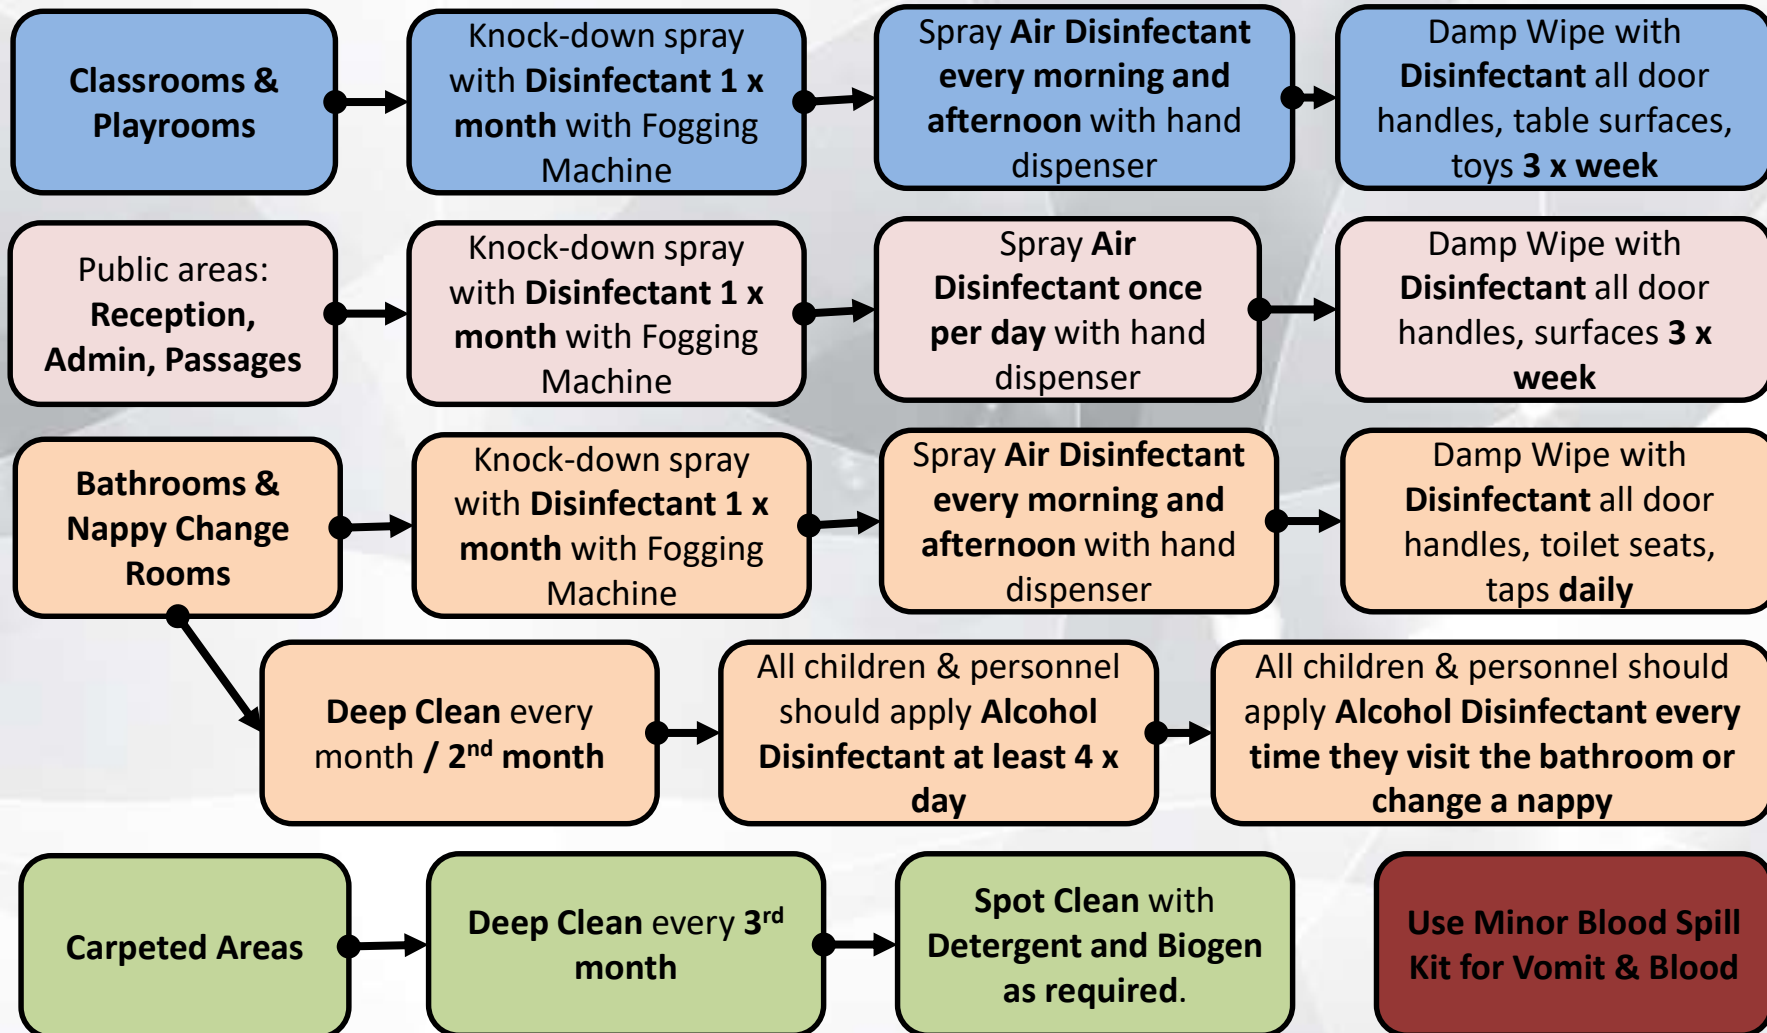 Classrooms &
Playrooms
Knock-down spray
with Disinfectant 1 x
month with Fogging
Machine
Spray Air Disinfectant
every morning and
afternoon with hand
dispenser
Damp Wipe with
Disinfectant all door
handles, table surfaces,
toys 3 x week
Public areas:
Reception,
Admin, Passages
Knock-down spray
with Disinfectant 1 x
month with Fogging
Machine
Spray Air
Disinfectant once
per day with hand
dispenser
Damp Wipe with
Disinfectant all door
handles, surfaces 3 x
week
Bathrooms &
Nappy Change
Rooms
Knock-down spray
with Disinfectant 1 x
month with Fogging
Machine
Spray Air Disinfectant
every morning and
afternoon with hand
dispenser
Damp Wipe with
Disinfectant all door
handles, toilet seats,
taps daily
Deep Clean every
month / 2nd month
All children & personnel
should apply Alcohol
Disinfectant at least 4 x
day
All children & personnel should
apply Alcohol Disinfectant every
time they visit the bathroom or
change a nappy
Carpeted Areas
Deep Clean every 3rd
month
Spot Clean with
Detergent and Biogen
as required.
Use Minor Blood Spill
Kit for Vomit & Blood